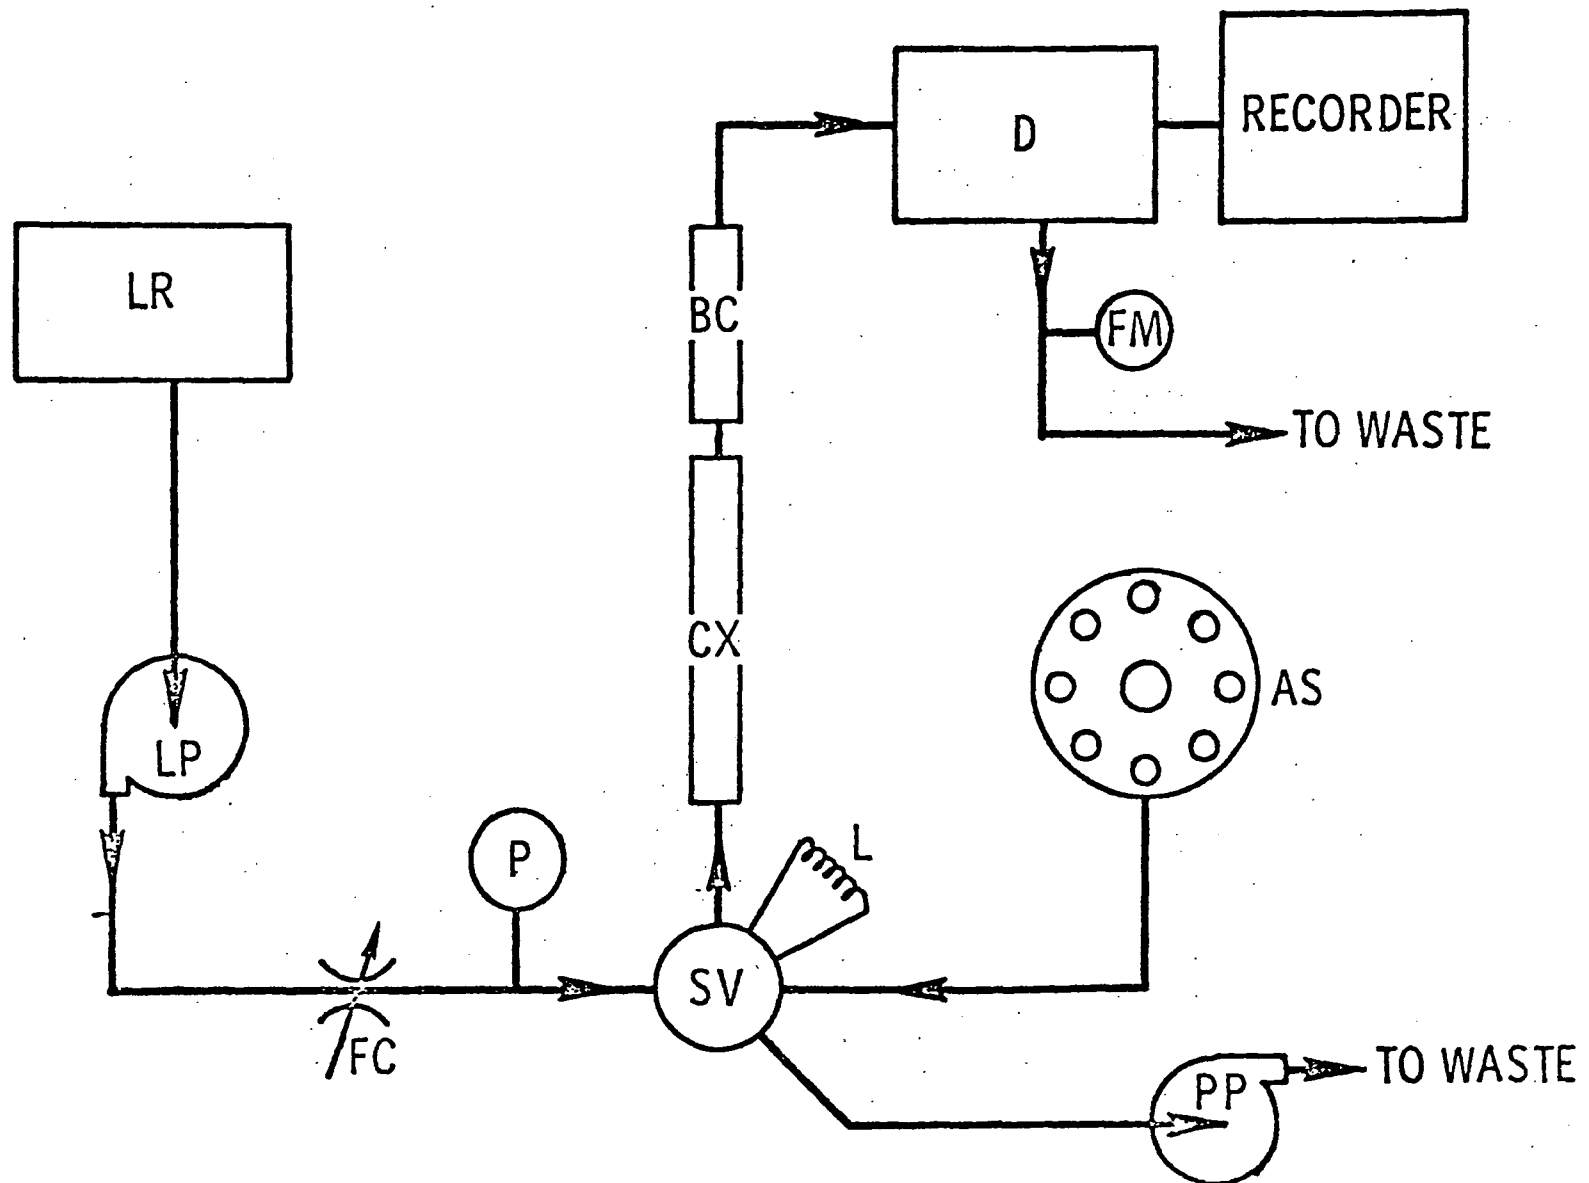 RECORDER
D
LR
BC
FM
TO WASTE
CX
AS
LP
L
P
SV
FC
PP
TO WASTE